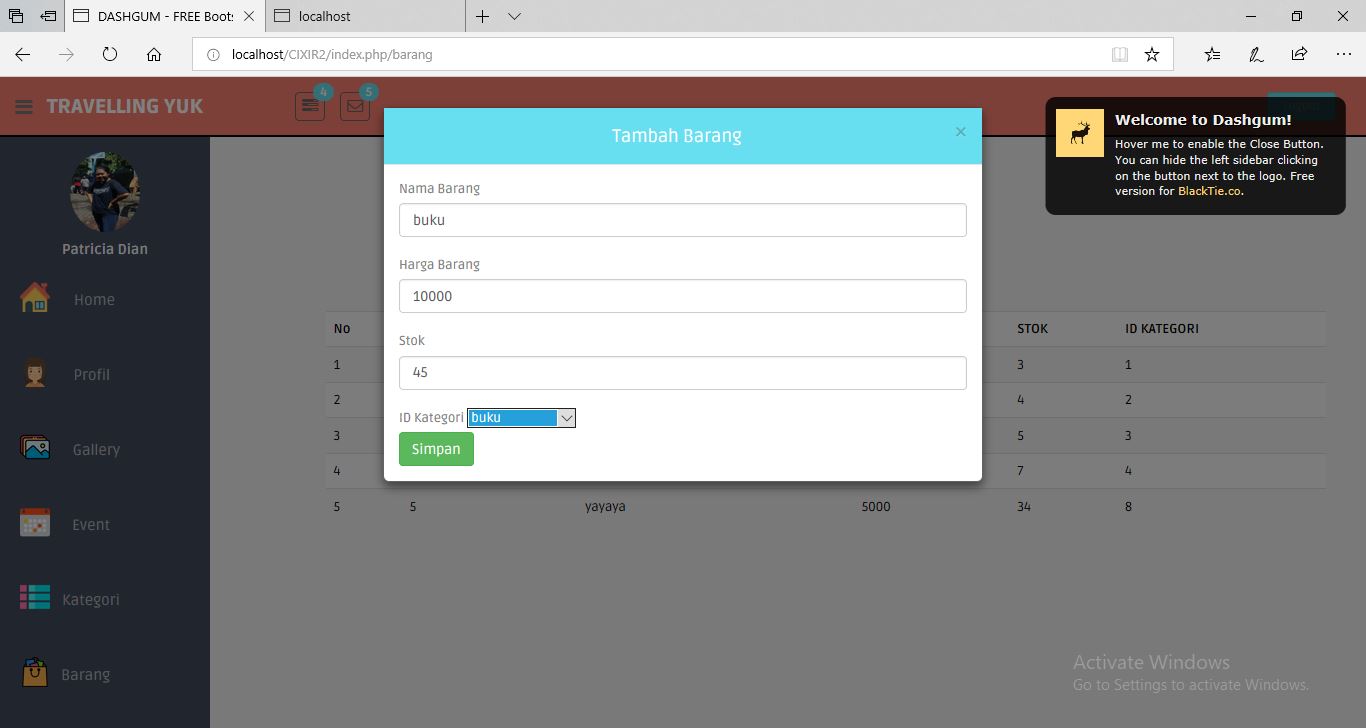 DASHGUM - FREE Boots
localhost
localhost/CIXIR2/index.php/barang
TRAVELLING YUK
4
5
Tambah Barang
×
Welcome to Dashgum!
Hover me to enable the Close Button.
You can hide the left sidebar clicking
on the button next to the logo. Free
version for BlackTie.co.
Patricia Dian
Home
Profil
Gallery
Event
Kategori
Barang
Nama Barang
buku
Harga Barang
10000
Stok
45
ID Kategori buku
Simpan
No STOK ID KATEGORI
1 3 1
2 4 2
3 5 3
4 7 4
5 5 yayaya 5000 34 8
Activate Windows
Go to Settings to activate Windows.